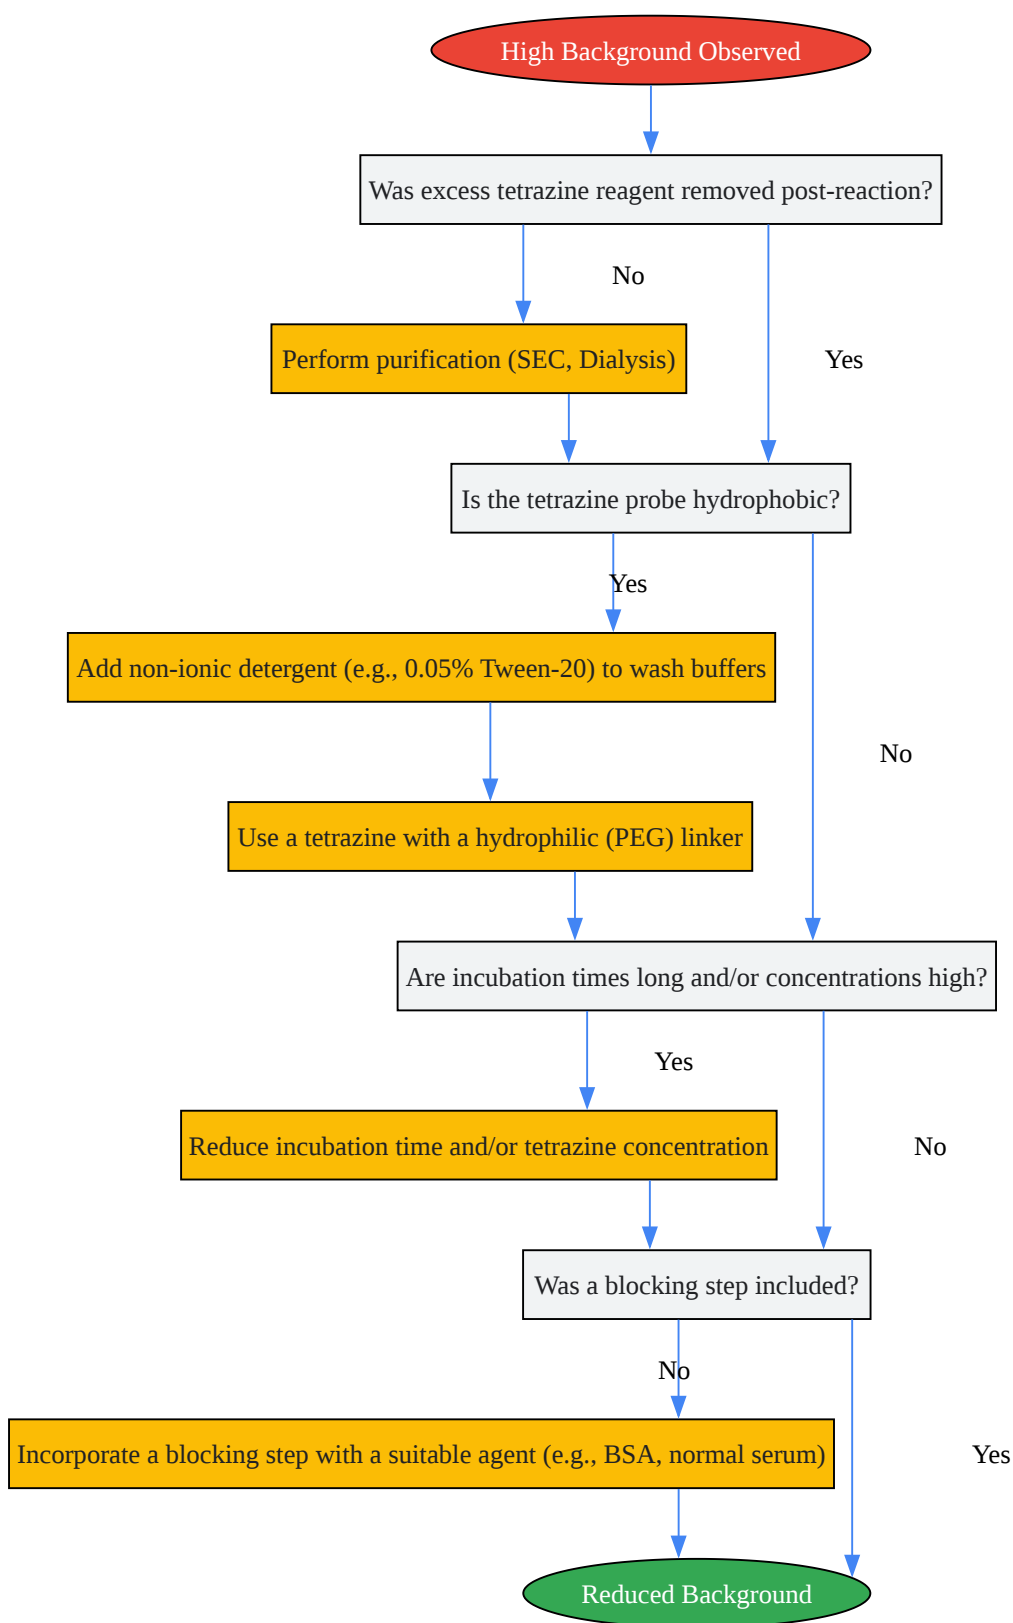 High Background Observed
Was excess tetrazine reagent removed post-reaction?
No
Perform purification (SEC, Dialysis)
Yes
Is the tetrazine probe hydrophobic?
Yes
Add non-ionic detergent (e.g., 0.05% Tween-20) to wash buffers
No
Use a tetrazine with a hydrophilic (PEG) linker
Are incubation times long and/or concentrations high?
Yes
Reduce incubation time and/or tetrazine concentration
No
Was a blocking step included?
No
Incorporate a blocking step with a suitable agent (e.g., BSA, normal serum)
Yes
Reduced Background